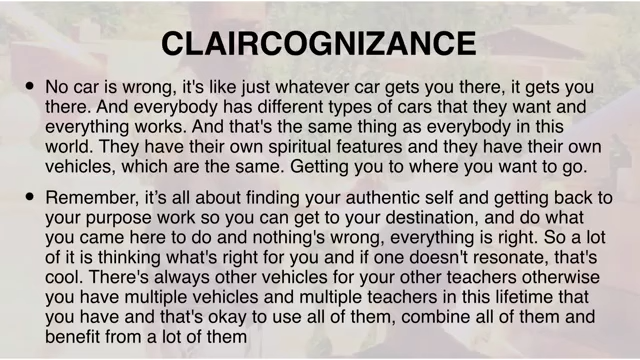 CLAIRCOGNIZANCE
• No car is wrong, it's like just whatever car gets you there, it gets you
there. And everybody has different types of cars that they want and
everything works. And that's the same thing as everybody in this
world. They have their own spiritual features and they have their own
vehicles, which are the same. Getting you to where you want to go.
• Remember, it's all about finding your authentic self and getting back to
your purpose work so you can get to your destination, and do what
you came here to do and nothing's wrong, everything is right. So a lot
of it is thinking what's right for you and if one doesn't resonate, that's
cool. There's always other vehicles for your other teachers otherwise
you have multiple vehicles and multiple teachers in this lifetime that
you have and that's okay to use all of them, combine all of them and
benefit from a lot of them